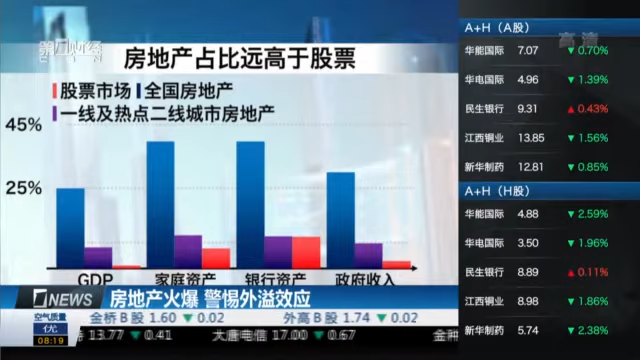 第一财经
房地产占比远高于股票
股票市场 全国房地产
一线及热点二线城市房地产
45%
25%
GDP 家庭资产 银行资产 政府收入
NEWS 房地产火爆 警惕外溢效应
空气质量
优
08:19
金桥B股 1.60 ▼ 0.02 外高B股 1.74 ▼ 0.02
13.77 ▼ 0.41 大唐电信 17.00 ▼ 0.67 金种
高清
A+H（A股）
华能国际 7.07 ▼ 0.70%
华电国际 4.96 ▼ 1.39%
民生银行 9.31 ▲ 0.43%
江西铜业 13.85 ▼ 1.56%
新华制药 12.81 ▼ 0.85%
A+H（H股）
华能国际 4.88 ▼ 2.59%
华电国际 3.50 ▼ 1.96%
民生银行 8.89 ▲ 0.11%
江西铜业 8.98 ▼ 1.86%
新华制药 5.74 ▼ 2.38%